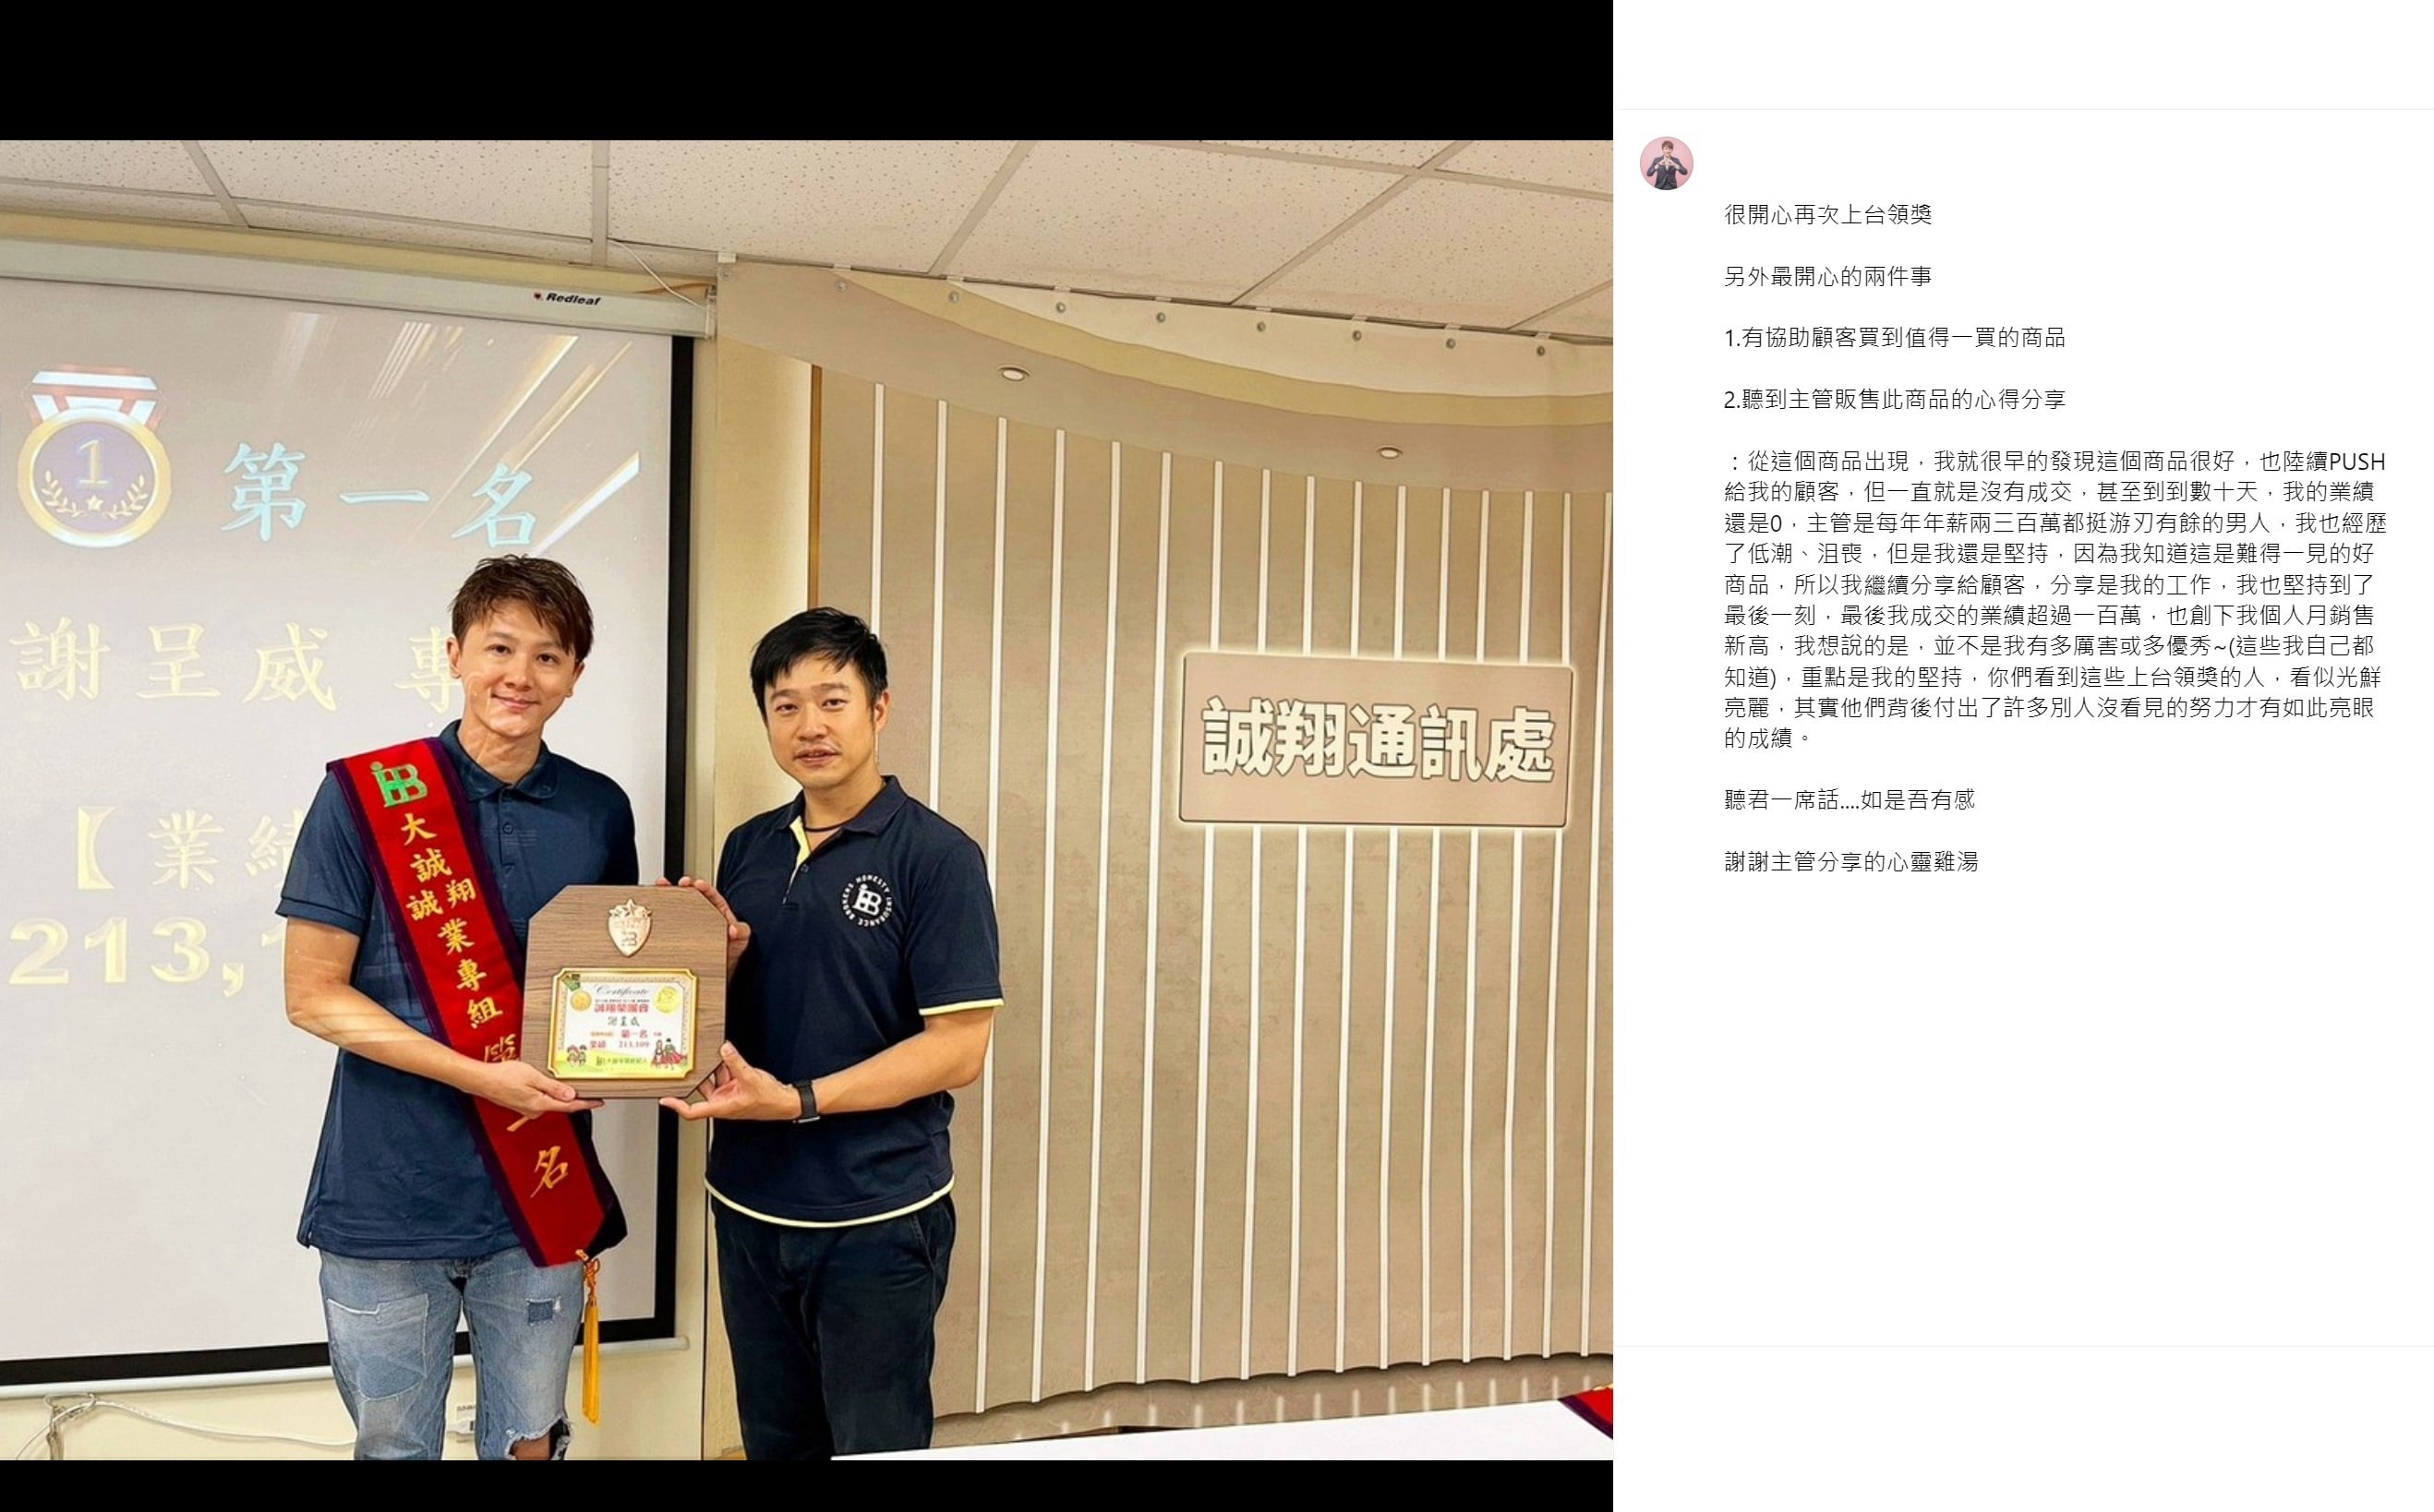 Redleaf
1
第一名
謝呈威 專
【業績
213,1
誠翔通訊處
大誠翔
誠業專組
第一名
HONESTY INSURANCE BROKERS
Certificate
誠翔榮團會
謝呈威
第一名
業績 213,109
很開心再次上台領獎
另外最開心的兩件事
1.有協助顧客買到值得一買的商品
2.聽到主管販售此商品的心得分享
：從這個商品出現，我就很早的發現這個商品很好，也陸續PUSH
給我的顧客，但一直就是沒有成交，甚至到到數十天，我的業績
還是0，主管是每年年薪兩三百萬都挺游刃有餘的男人，我也經歷
了低潮、沮喪，但是我還是堅持，因為我知道這是難得一見的好
商品，所以我繼續分享給顧客，分享是我的工作，我也堅持到了
最後一刻，最後我成交的業績超過一百萬，也創下我個人月銷售
新高，我想說的是，並不是我有多厲害或多優秀~(這些我自己都
知道)，重點是我的堅持，你們看到這些上台領獎的人，看似光鮮
亮麗，其實他們背後付出了許多別人沒看見的努力才有如此亮眼
的成績。
聽君一席話....如是吾有感
謝謝主管分享的心靈雞湯